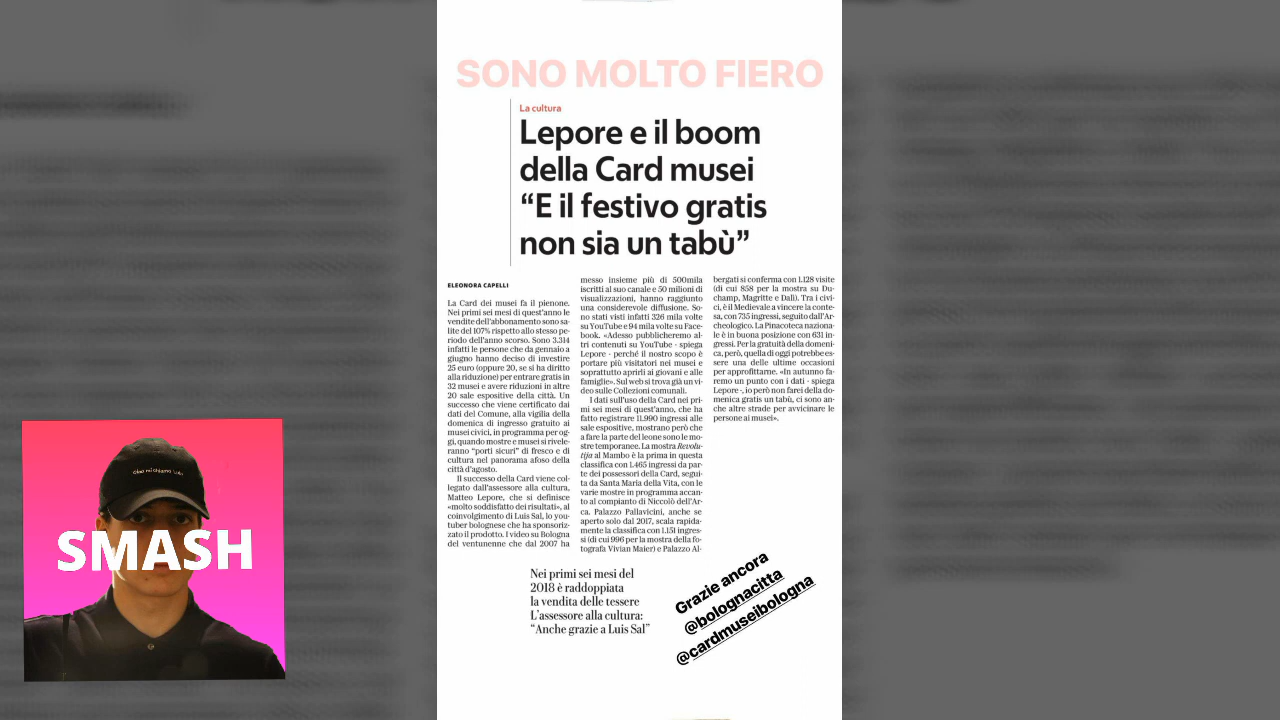 SONO MOLTO FIERO
La cultura
Lepore e il boom
della Card musei
“E il festivo gratis
non sia un tabù”
ELEONORA CAPELLI
La Card dei musei fa il pienone.
Nei primi sei mesi di quest'anno le
vendite dell'abbonamento sono sa-
lite del 107% rispetto allo stesso pe-
riodo dell'anno scorso. Sono 3.314
infatti le persone che da gennaio a
giugno hanno deciso di investire
25 euro (oppure 20, se si ha diritto
alla riduzione) per entrare gratis in
32 musei e avere riduzioni in altre
20 sale espositive della città. Un
successo che viene certificato dai
dati del Comune, alla vigilia della
domenica di ingresso gratuito ai
musei civici, in programma per og-
gi, quando mostre e musei si rivele-
ranno “porti sicuri” di fresco e di
cultura nel panorama afoso della
città d'agosto.
Il successo della Card viene col-
legato dall'assessore alla cultura,
Matteo Lepore, che si definisce
«molto soddisfatto dei risultati», al
coinvolgimento di Luis Sal, lo you-
tuber bolognese che ha sponsoriz-
zato il prodotto. I video su Bologna
del ventunenne che dal 2007 ha
messo insieme più di 500mila
iscritti al suo canale e 50 milioni di
visualizzazioni, hanno raggiunto
una considerevole diffusione. So-
no stati visti infatti 326 mila volte
su YouTube e 94 mila volte su Face-
book. «Adesso pubblicheremo al-
tri contenuti su YouTube - spiega
Lepore - perché il nostro scopo è
portare più visitatori nei musei e
soprattutto aprirli ai giovani e alle
famiglie». Sul web si trova già un vi-
deo sulle Collezioni comunali.
I dati sull'uso della Card nei pri-
mi sei mesi di quest'anno, che ha
fatto registrare 11.990 ingressi alle
sale espositive, mostrano però che
a fare la parte del leone sono le mo-
stre temporanee. La mostra Revolu-
tija al Mambo è la prima in questa
classifica con 1.465 ingressi da par-
te dei possessori della Card, segui-
ta da Santa Maria della Vita, con le
varie mostre in programma accan-
to al compianto di Niccolò dell'Ar-
ca. Palazzo Pallavicini, anche se
aperto solo dal 2017, scala rapida-
mente la classifica con 1.151 ingres-
si (di cui 996 per la mostra della fo-
tografa Vivian Maier) e Palazzo Al-
bergati si conferma con 1.128 visite
(di cui 858 per la mostra su Du-
champ, Magritte e Dalì). Tra i civi-
ci, è il Medievale a vincere la conte-
sa, con 735 ingressi, seguito dall'Ar-
cheologico. La Pinacoteca naziona-
le è in buona posizione con 631 in-
gressi. Per la gratuità della domeni-
ca, però, quella di oggi potrebbe es-
sere una delle ultime occasioni
per approfittarne. «In autunno fa-
remo un punto con i dati - spiega
Lepore -, io però non farei della do-
menica gratis un tabù, ci sono an-
che altre strade per avvicinare le
persone ai musei».
Nei primi sei mesi del
2018 è raddoppiata
la vendita delle tessere
L'assessore alla cultura:
“Anche grazie a Luis Sal”
Grazie ancora
@bolognacitta
@cardmuseibologna
Ciao mi chiamo Luis
SMASH